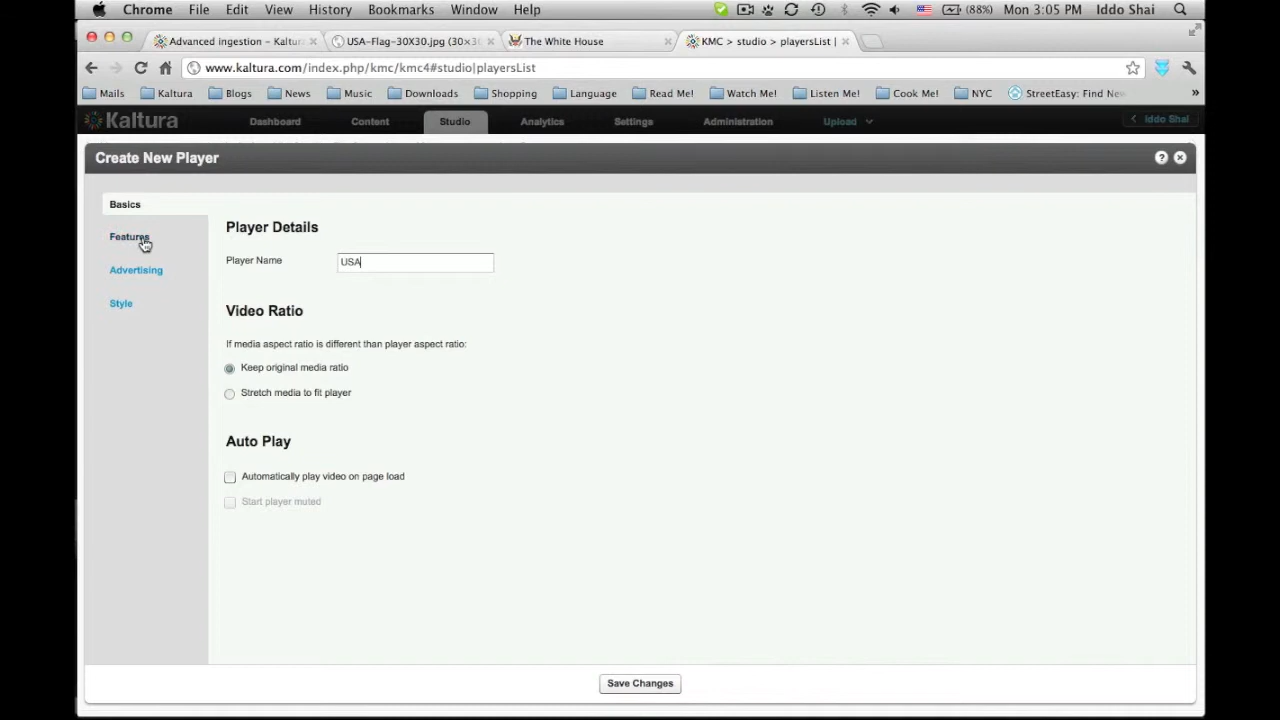 Chrome File Edit View History Bookmarks Window Help (88%) Mon 3:05 PM Iddo Shai
Advanced ingestion – Kaltur
USA-Flag-30X30.jpg (30×3
The White House
KMC > studio > playersList |
www.kaltura.com/index.php/kmc/kmc4#studio|playersList
Mails Kaltura Blogs News Music Downloads Shopping Language Read Me! Watch Me! Listen Me! Cook Me! NYC StreetEasy: Find New »
Kaltura Dashboard Content Studio Analytics Settings Administration Upload Iddo Shai
Create New Player ?
Basics
Features
Advertising
Style
Player Details
Player Name USA
Video Ratio
If media aspect ratio is different than player aspect ratio:
Keep original media ratio
Stretch media to fit player
Auto Play
Automatically play video on page load
Start player muted
Save Changes